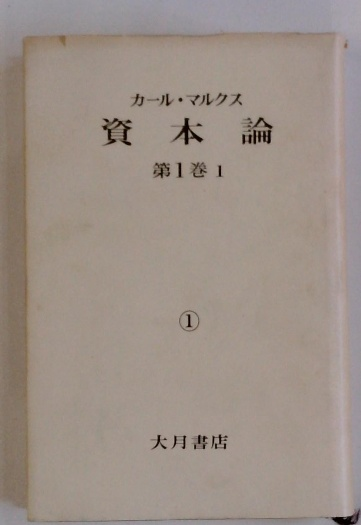 カール・マルクス
資本論
第1巻 1
①
大月書店